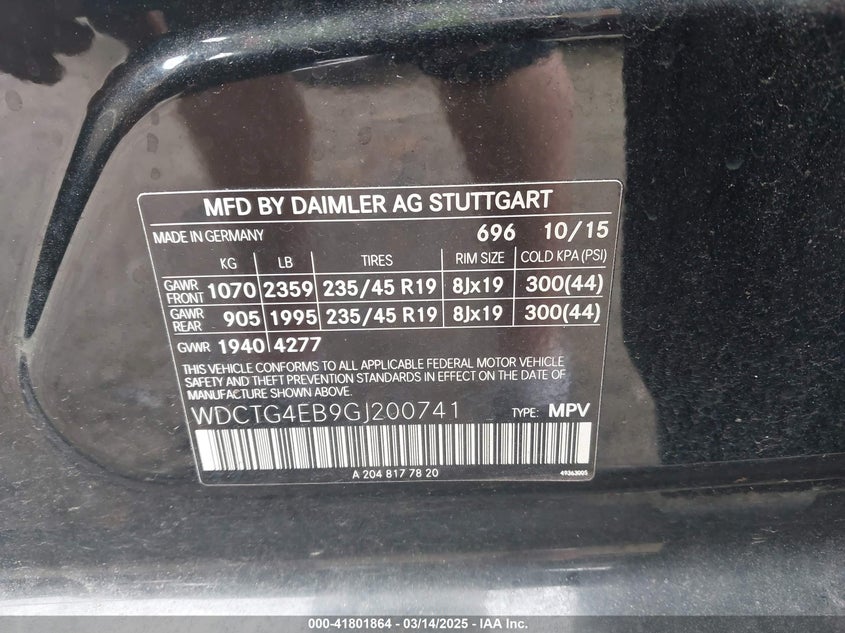 MFD BY DAIMLER AG STUTTGART
MADE IN GERMANY 696 10/15
KG LB TIRES RIM SIZE COLD KPA (PSI)
GAWR FRONT 1070 2359 235/45 R19 8Jx19 300(44)
GAWR REAR 905 1995 235/45 R19 8Jx19 300(44)
GVWR 1940 4277
THIS VEHICLE CONFORMS TO ALL APPLICABLE FEDERAL MOTOR VEHICLE
SAFETY AND THEFT PREVENTION STANDARDS IN EFFECT ON THE DATE OF
MANUFACTURE SHOWN ABOVE.
WDCTG4EB9GJ200741 TYPE: MPV
A 204 817 78 20 49363005
000-41801864 - 03/14/2025 - IAA Inc.